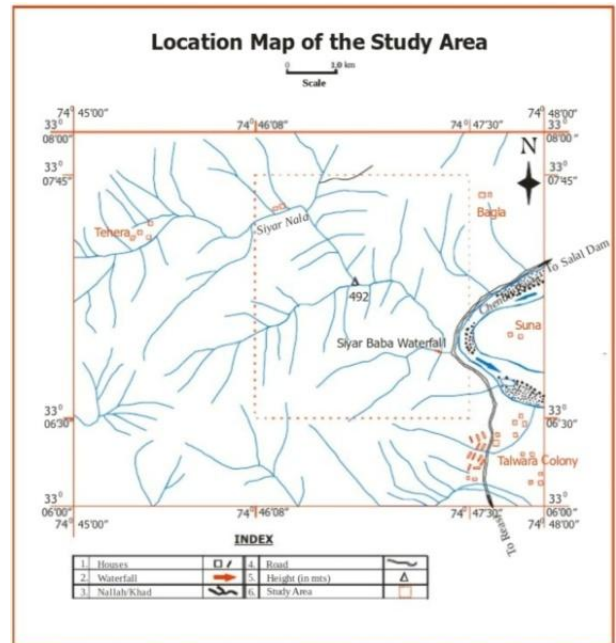 Location Map of the Study Area
0 1.0 km
Scale
74° 45'00" 74° 46'08" 74° 47'30" 74° 48'00"
33° 08'00" 33° 08'00"
33° 07'45" 33° 07'45"
N
Bagla
Siyar Nala
Tehera
To Salal Dam
492
Suna
Siyar Baba Waterfall
33° 06'30" 33° 06'30"
Talwara Colony
33° 06'00" 33° 06'00"
74° 45'00" 74° 46'08" 74° 47'30" 74° 48'00"
To Reasi
INDEX
1. Houses 4. Road
2. Waterfall 5. Height (in mts)
3. Nallah/Khad 6. Study Area